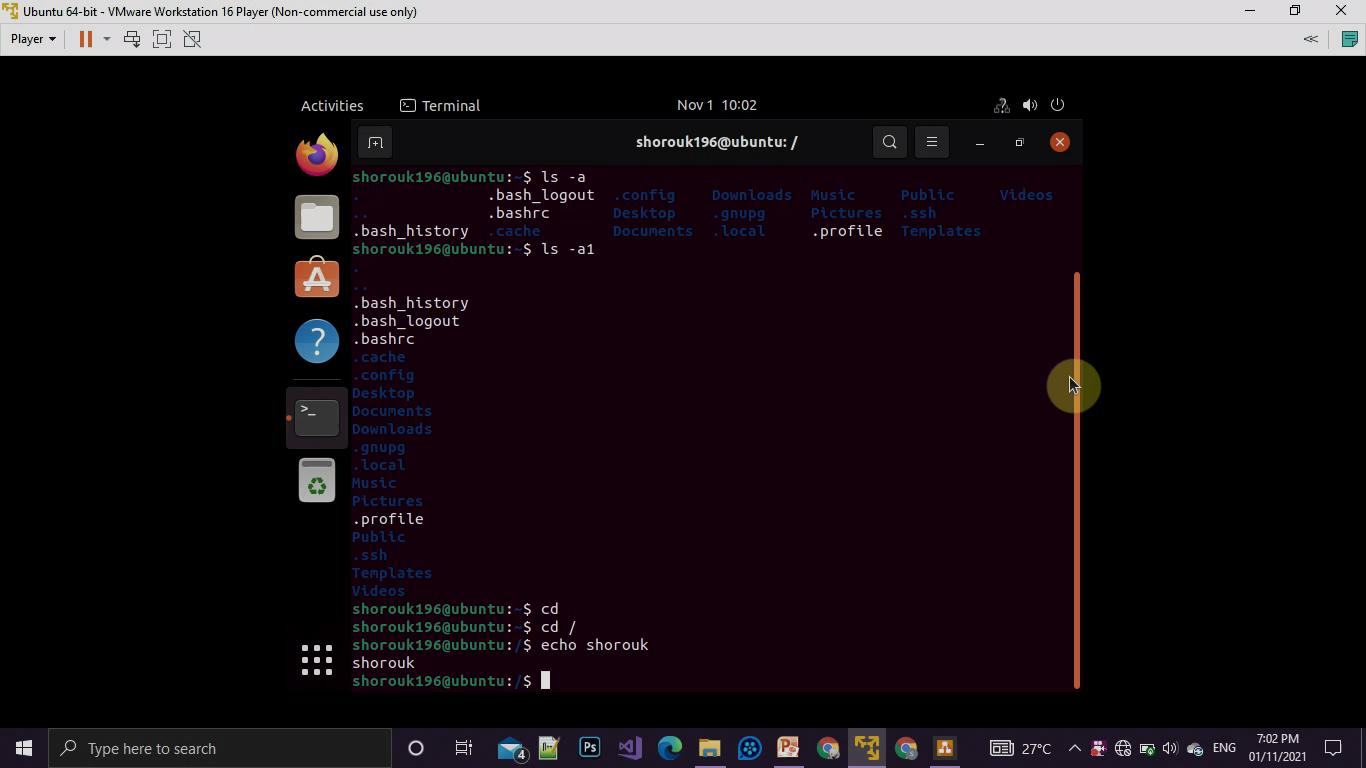 Ubuntu 64-bit - VMware Workstation 16 Player (Non-commercial use only)
Player
Activities Terminal Nov 1 10:02
shorouk196@ubuntu: /
shorouk196@ubuntu:~$ ls -a
. .bash_logout .config Downloads Music Public Videos
.. .bashrc Desktop .gnupg Pictures .ssh
.bash_history .cache Documents .local .profile Templates
shorouk196@ubuntu:~$ ls -a1
.
..
.bash_history
.bash_logout
.bashrc
.cache
.config
Desktop
Documents
Downloads
.gnupg
.local
Music
Pictures
.profile
Public
.ssh
Templates
Videos
shorouk196@ubuntu:~$ cd
shorouk196@ubuntu:~$ cd /
shorouk196@ubuntu:/$ echo shorouk
shorouk
shorouk196@ubuntu:/$
Type here to search 4 Ps 27°C ENG 7:02 PM
01/11/2021